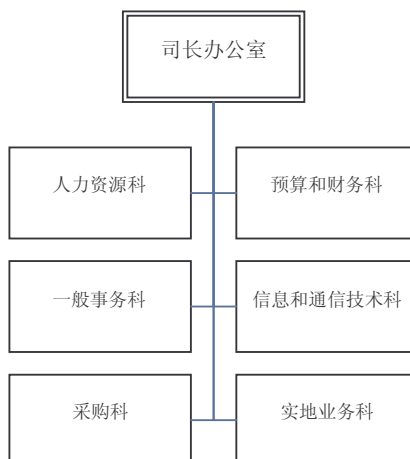 司长办公室
人力资源科
预算和财务科
一般事务科
信息和通信技术科
采购科
实地业务科